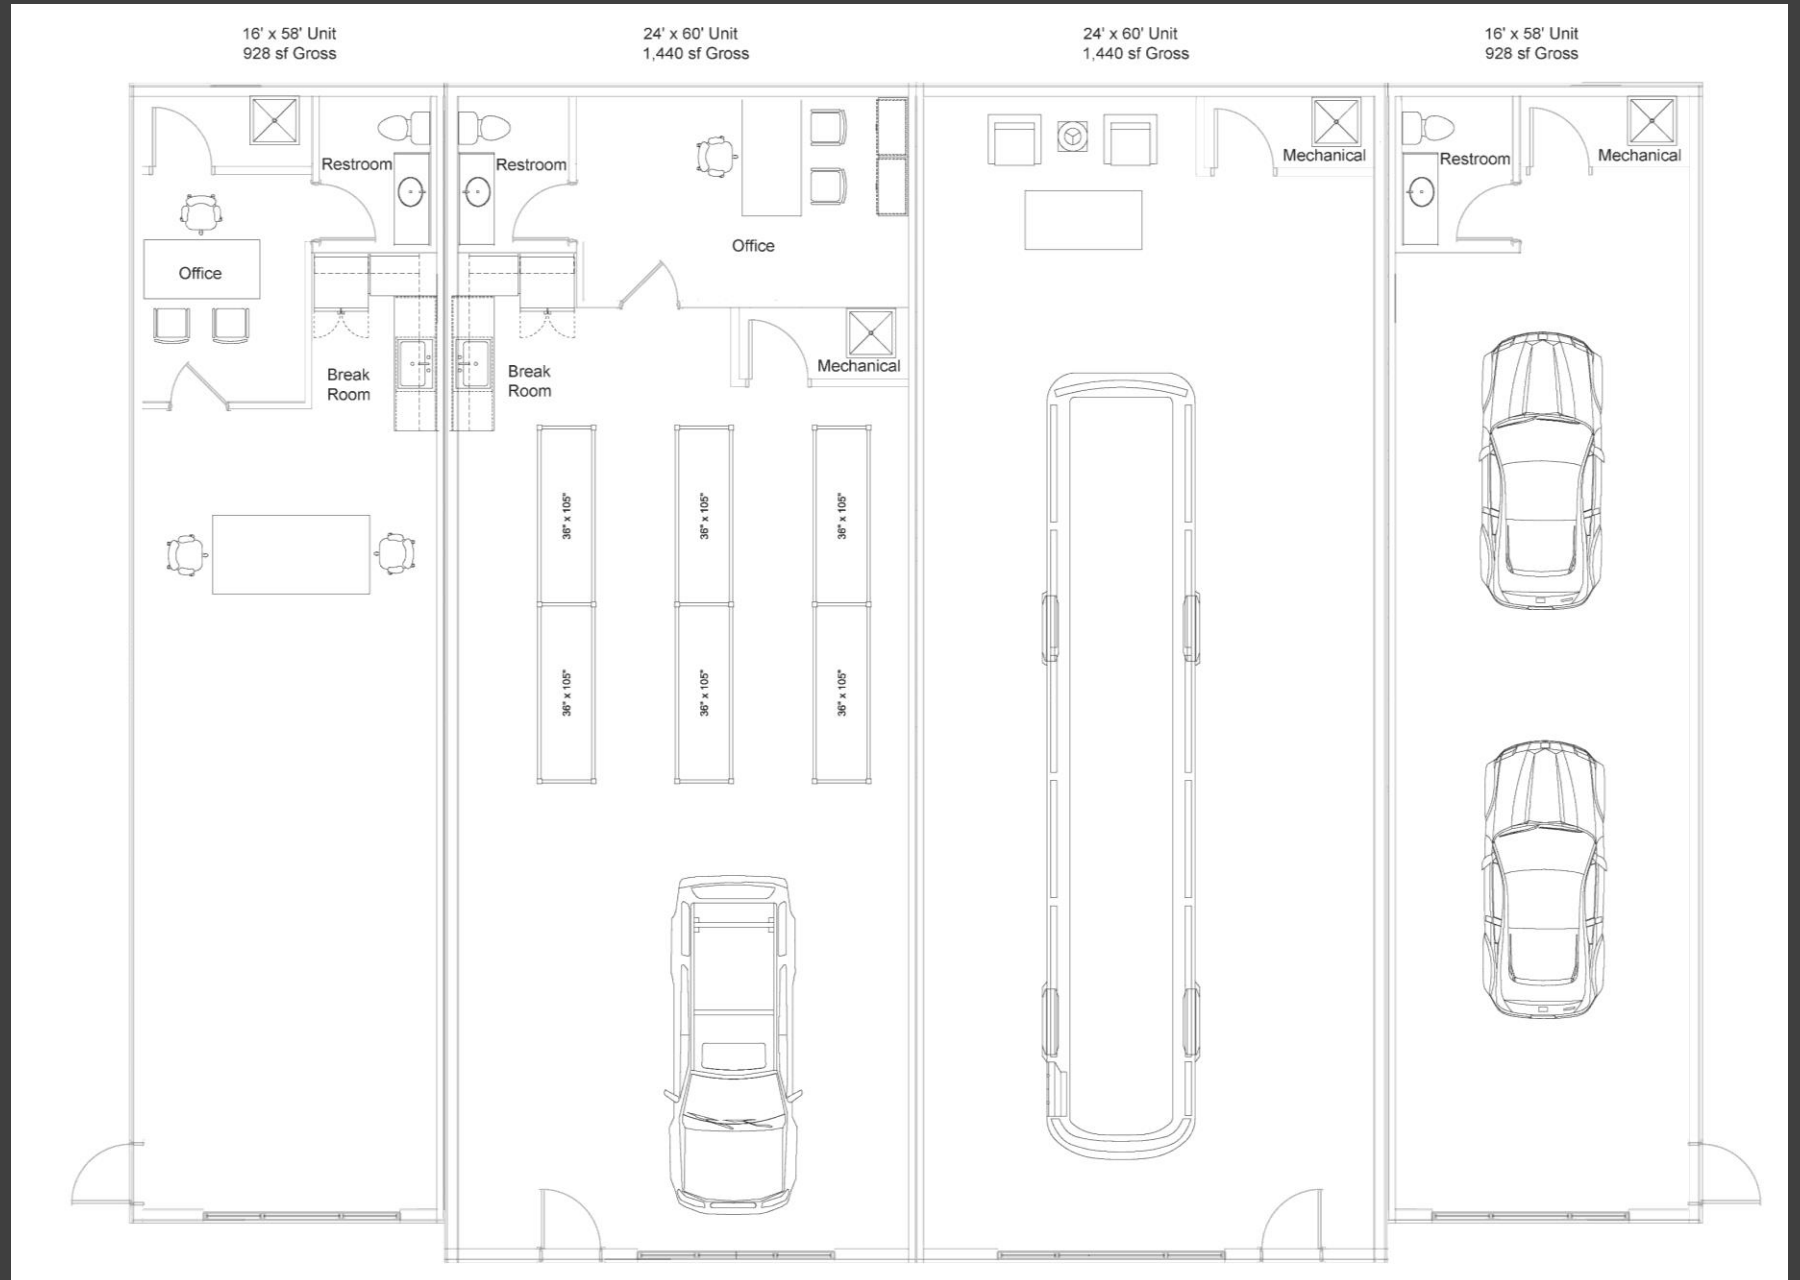 16' x 58' Unit
928 sf Gross
24' x 60' Unit
1,440 sf Gross
24' x 60' Unit
1,440 sf Gross
16' x 58' Unit
928 sf Gross
Restroom
Restroom
Mechanical
Restroom
Mechanical
Office
Office
Mechanical
Break
Room
Break
Room
36" x 105"
36" x 105"
36" x 105"
36" x 105"
36" x 105"
36" x 105"